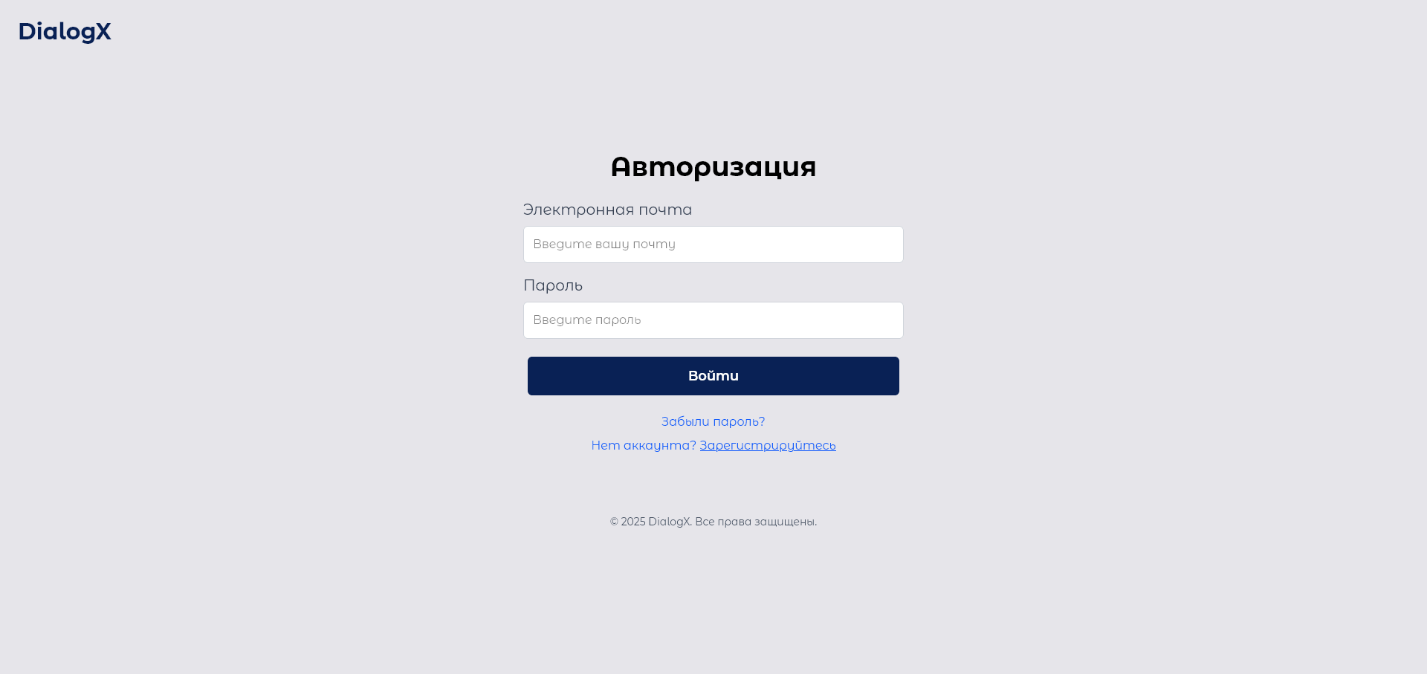 DialogX
Авторизация
Электронная почта
Введите вашу почту
Пароль
Введите пароль
Войти
Забыли пароль?
Нет аккаунта? Зарегистрируйтесь
© 2025 DialogX. Все права защищены.